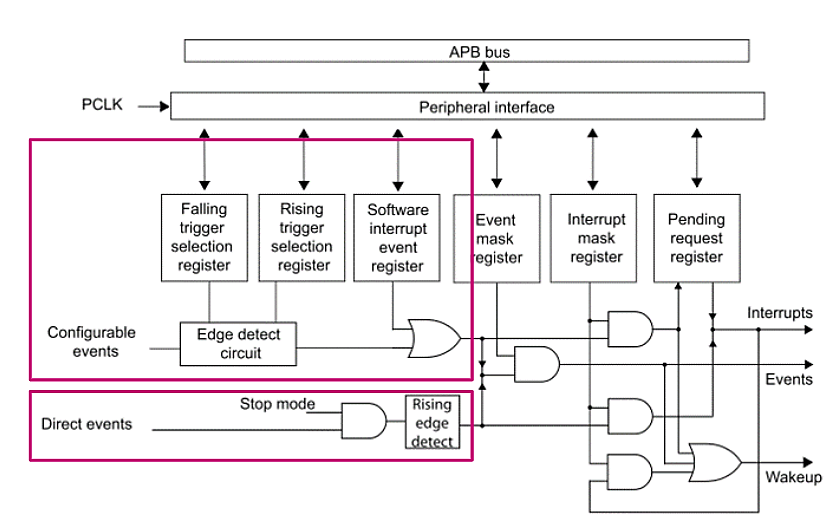 APB bus
PCLK
Peripheral interface
Falling
trigger
selection
register
Rising
trigger
selection
register
Software
interrupt
event
register
Event
mask
register
Interrupt
mask
register
Pending
request
register
Configurable
events
Edge detect
circuit
Interrupts
Events
Stop mode
Direct events
Rising
edge
detect
Wakeup